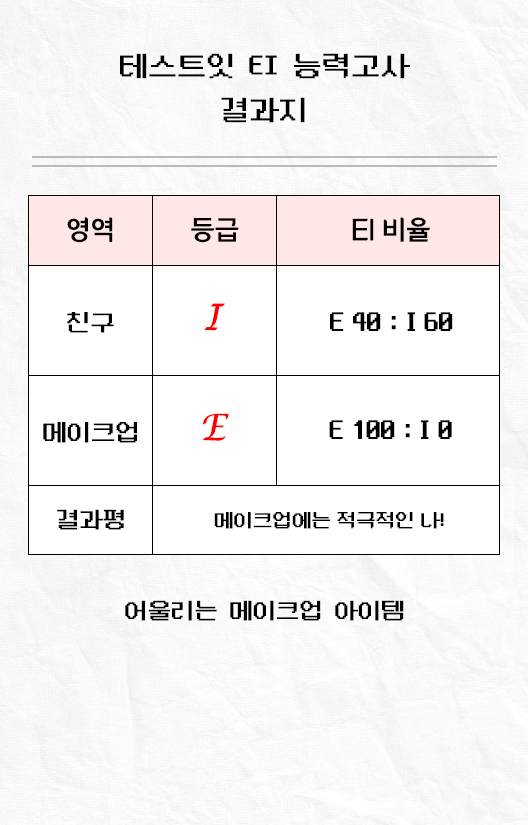 테스트잇 EI 능력고사
결과지
영역 등급 EI 비율
친구 I E 40 : I 60
메이크업 E E 100 : I 0
결과평 메이크업에는 적극적인 나!
어울리는 메이크업 아이템